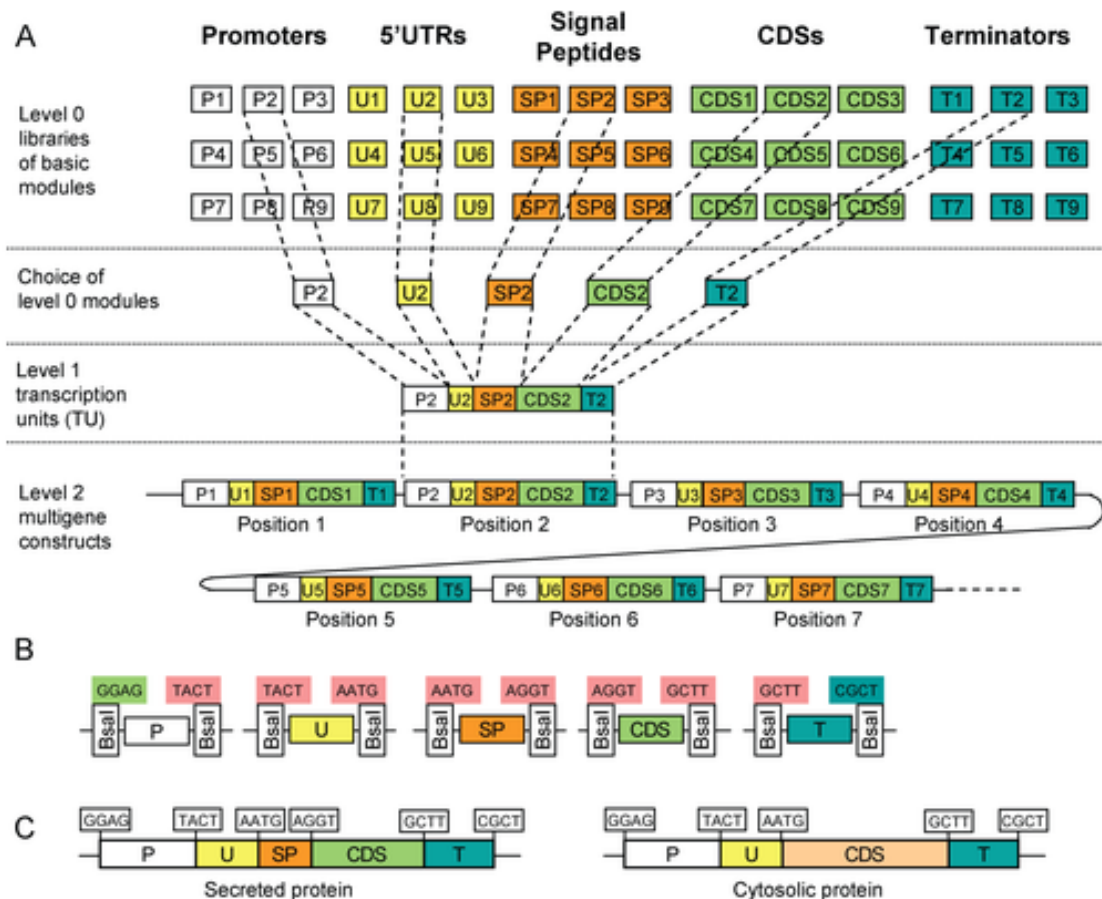 A
Promoters 5'UTRs Signal Peptides CDSs Terminators
Level 0 libraries of basic modules
P1 P2 P3 U1 U2 U3 SP1 SP2 SP3 CDS1 CDS2 CDS3 T1 T2 T3
P4 P5 P6 U4 U5 U6 SP4 SP5 SP6 CDS4 CDS5 CDS6 T4 T5 T6
P7 P8 R9 U7 U8 U9 SP7 SP8 SP9 CDS7 CDS8 CDS9 T7 T8 T9
Choice of level 0 modules
P2 U2 SP2 CDS2 T2
Level 1 transcription units (TU)
P2 U2 SP2 CDS2 T2
Level 2 multigene constructs
P1 U1 SP1 CDS1 T1 P2 U2 SP2 CDS2 T2 P3 U3 SP3 CDS3 T3 P4 U4 SP4 CDS4 T4
Position 1 Position 2 Position 3 Position 4
P5 U5 SP5 CDS5 T5 P6 U6 SP6 CDS6 T6 P7 U7 SP7 CDS7 T7
Position 5 Position 6 Position 7
B
GGAG TACT TACT AATG AATG AGGT AGGT GCTT GCTT CGCT
BsaI P BsaI BsaI U BsaI BsaI SP BsaI BsaI CDS BsaI BsaI T BsaI
C
GGAG TACT AATG AGGT GCTT CGCT GGAG TACT AATG GCTT CGCT
P U SP CDS T P U CDS T
Secreted protein Cytosolic protein